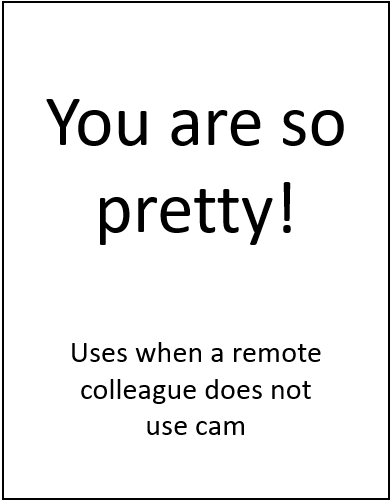 You are so
pretty!
Uses when a remote
colleague does not
use cam